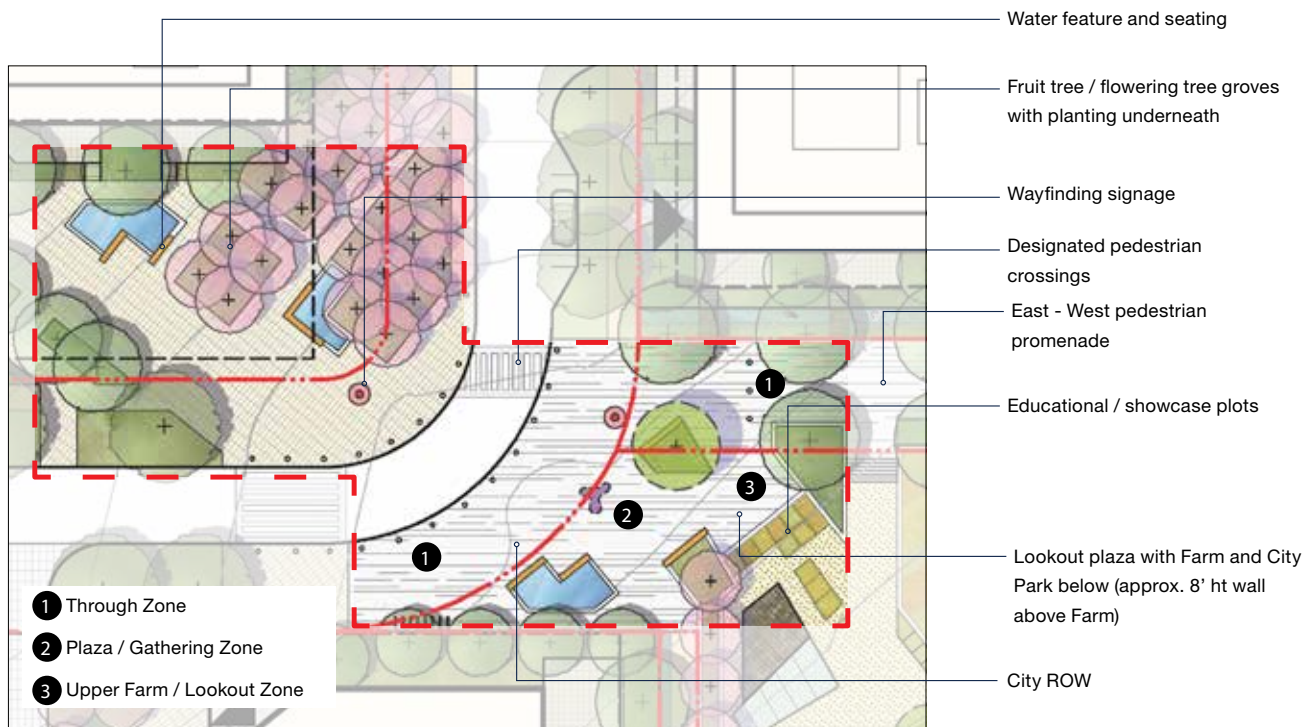 Water feature and seating
Fruit tree / flowering tree groves
with planting underneath
Wayfinding signage
Designated pedestrian
crossings
East - West pedestrian
promenade
Educational / showcase plots
Lookout plaza with Farm and City
Park below (approx. 8’ ht wall
above Farm)
City ROW
1
3
2
1
1 Through Zone
2 Plaza / Gathering Zone
3 Upper Farm / Lookout Zone